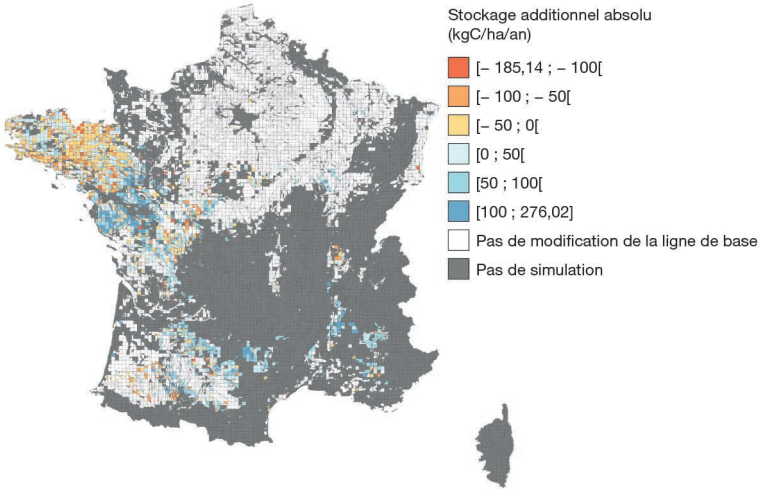 Stockage additionnel absolu
(kgC/ha/an)
[– 185,14 ; – 100[
[– 100 ; – 50[
[– 50 ; 0[
[0 ; 50[
[50 ; 100[
[100 ; 276,02]
Pas de modification de la ligne de base
Pas de simulation